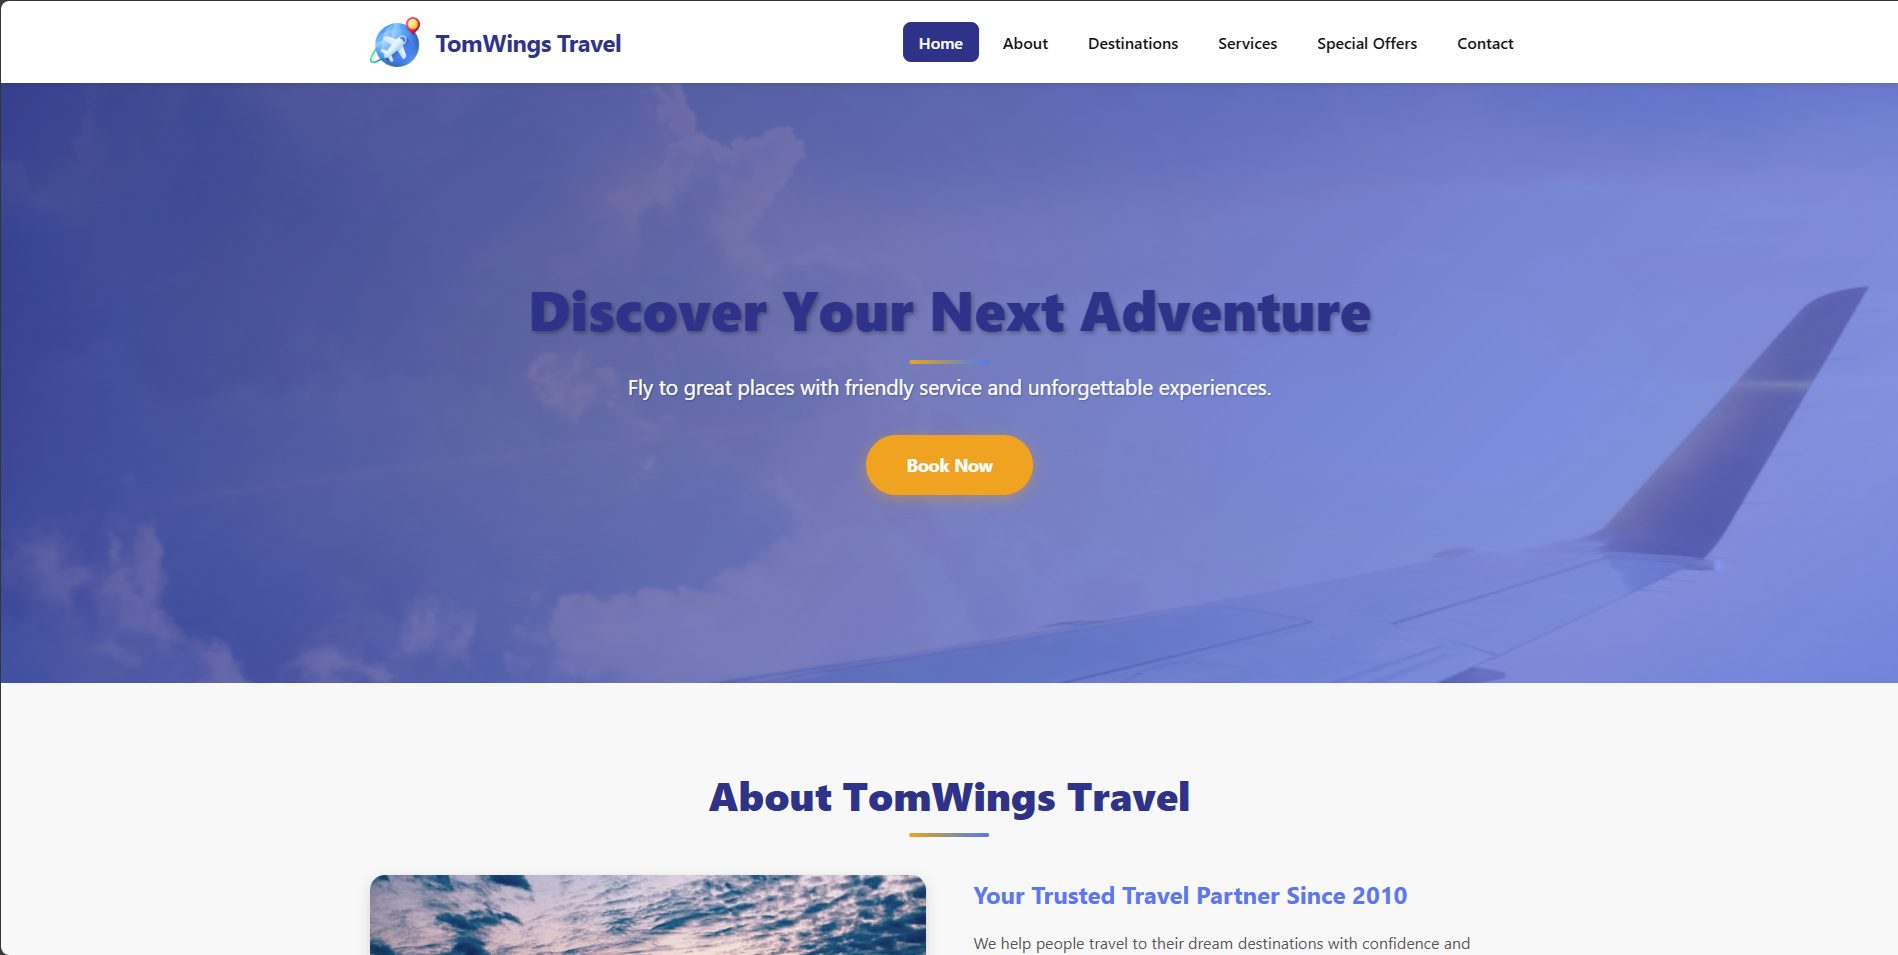 TomWings Travel
Home About Destinations Services Special Offers Contact
Discover Your Next Adventure
Fly to great places with friendly service and unforgettable experiences.
Book Now
About TomWings Travel
Your Trusted Travel Partner Since 2010
We help people travel to their dream destinations with confidence and